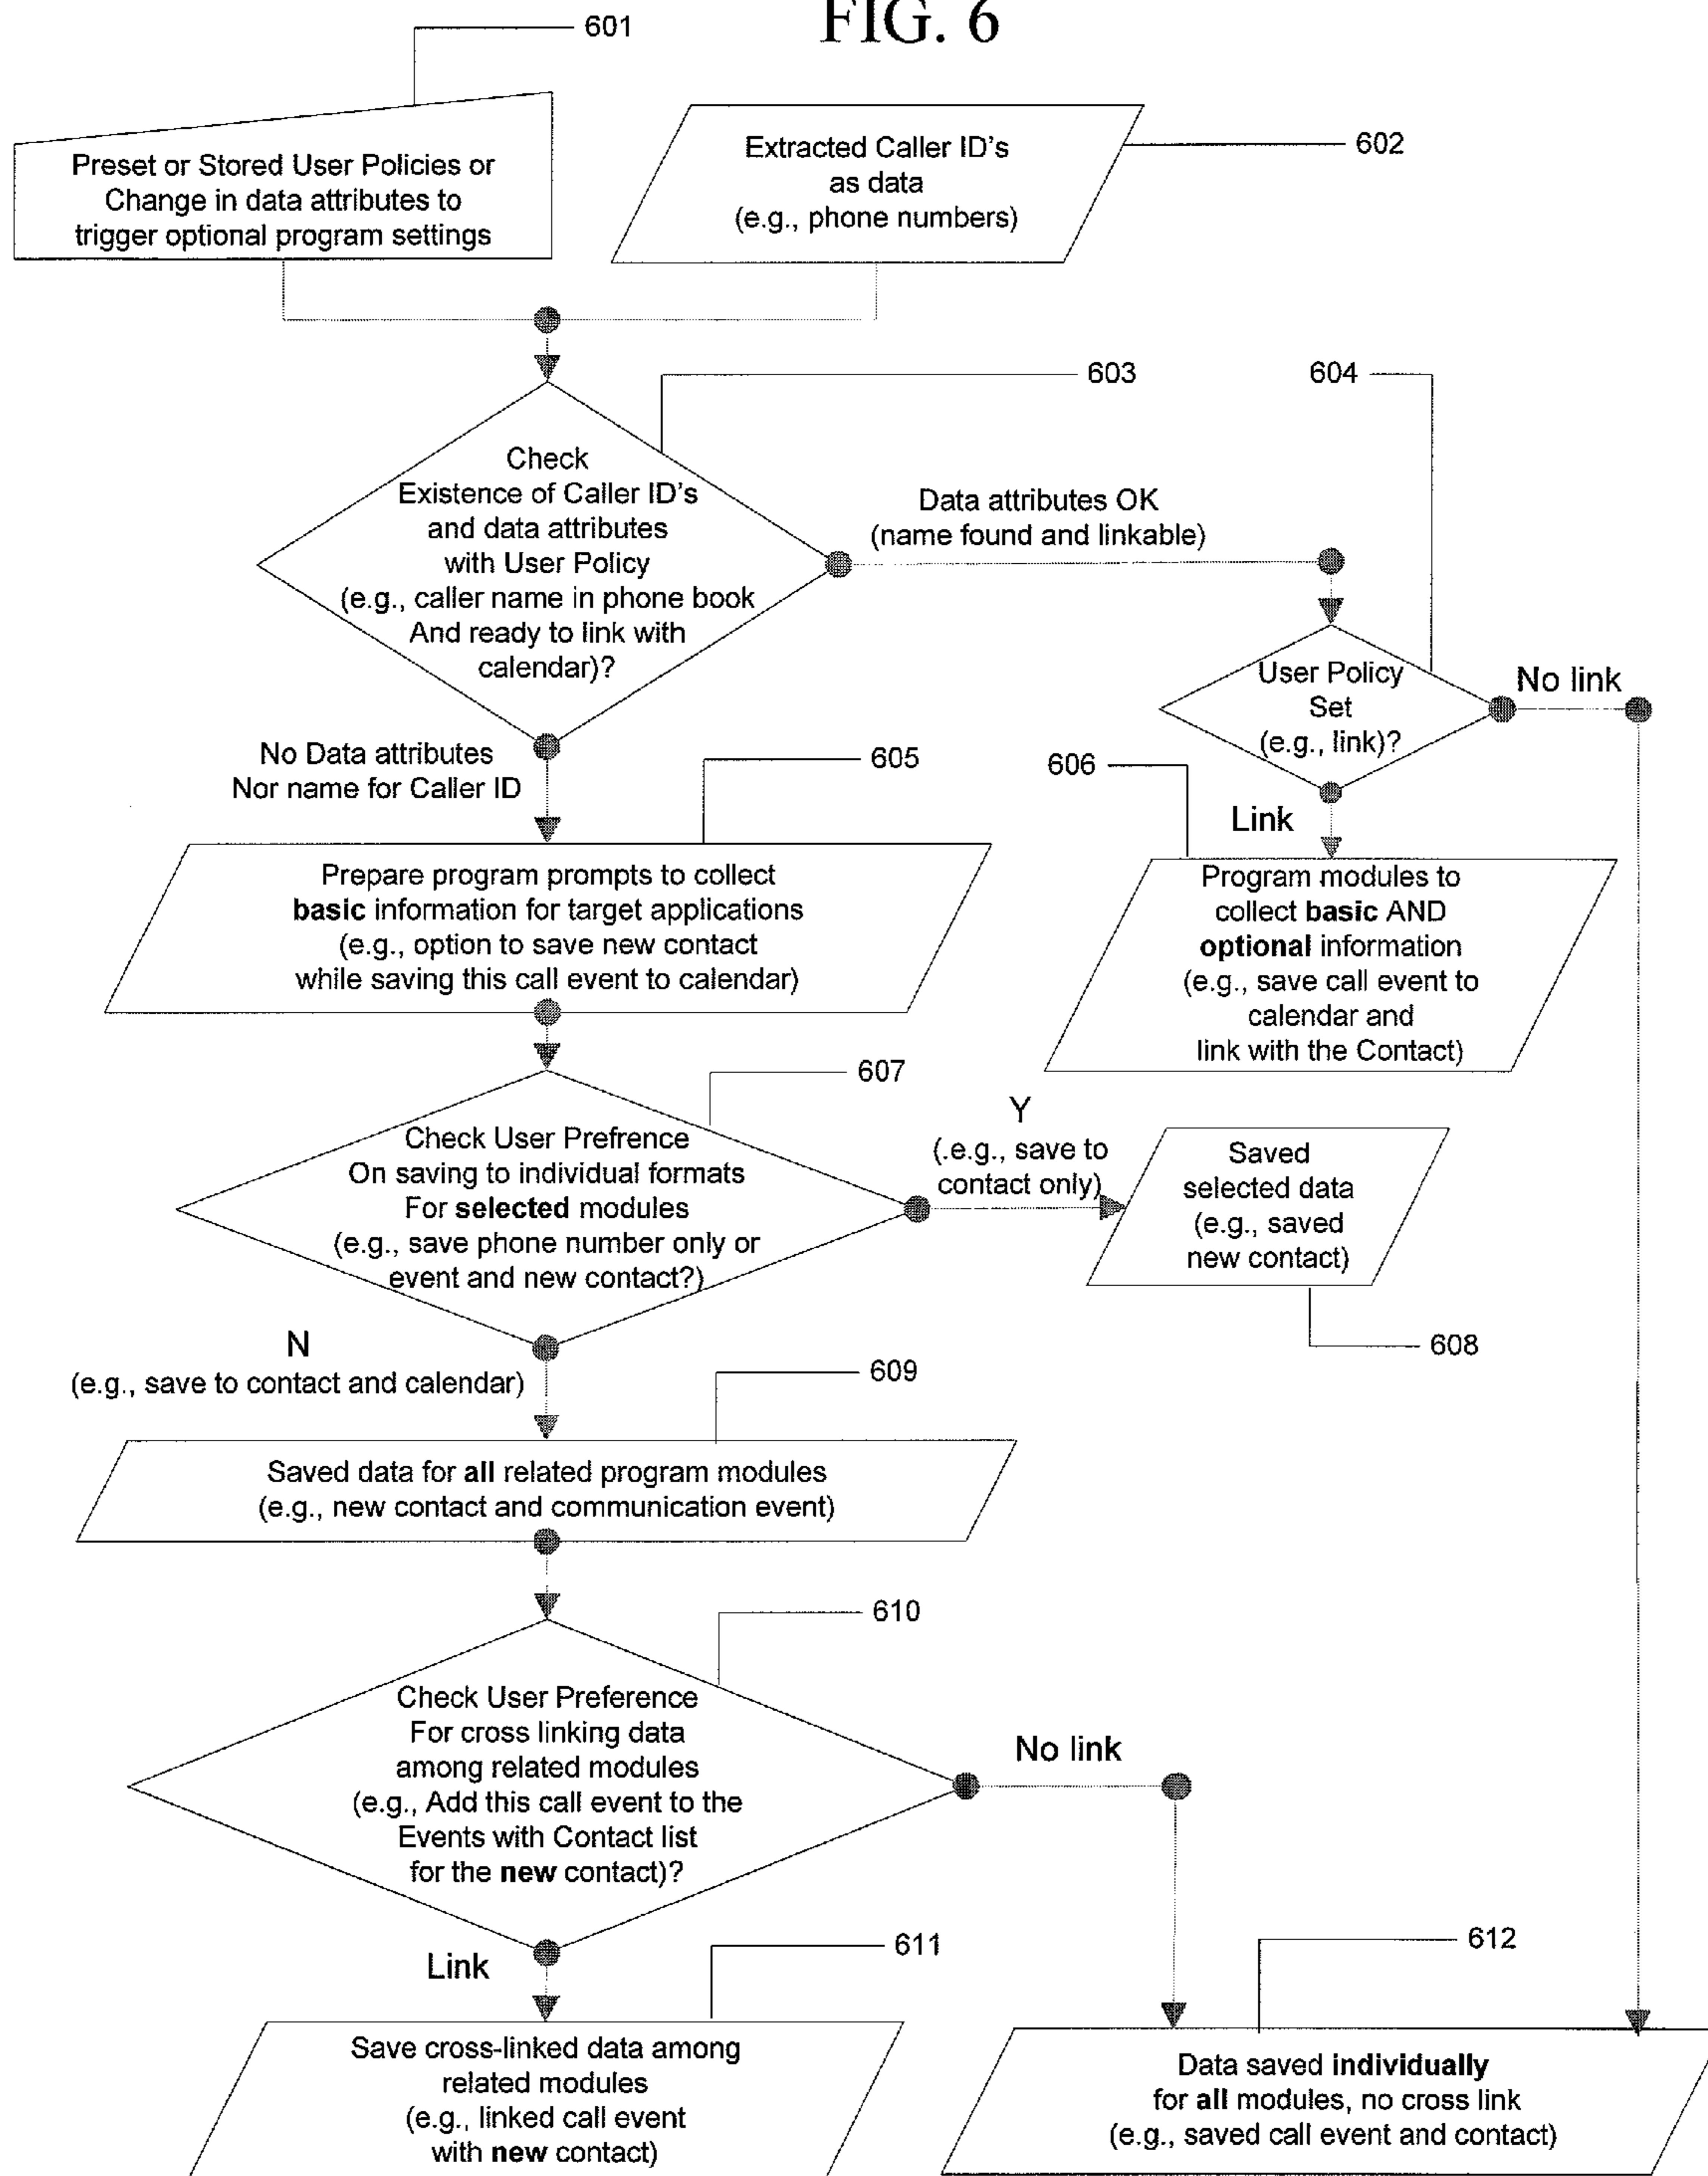 FIG. 6
601
Preset or Stored User Policies or
Change in data attributes to
trigger optional program settings
Extracted Caller ID's
as data
(e.g., phone numbers)
602
603
604
Check
Existence of Caller ID's
and data attributes
with User Policy
(e.g., caller name in phone book
And ready to link with
calendar)?
Data attributes OK
(name found and linkable)
User Policy
Set
(e.g., link)?
No link
No Data attributes
Nor name for Caller ID
605
606
Link
Prepare program prompts to collect
basic information for target applications
(e.g., option to save new contact
while saving this call event to calendar)
Program modules to
collect basic AND
optional information
(e.g., save call event to
calendar and
link with the Contact)
607
Check User Prefrence
On saving to individual formats
For selected modules
(e.g., save phone number only or
event and new contact?)
Y
(.e.g., save to
contact only)
Saved
selected data
(e.g., saved
new contact)
608
N
(e.g., save to contact and calendar)
609
Saved data for all related program modules
(e.g., new contact and communication event)
610
Check User Preference
For cross linking data
among related modules
(e.g., Add this call event to the
Events with Contact list
for the new contact)?
No link
Link
611
612
Save cross-linked data among
related modules
(e.g., linked call event
with new contact)
Data saved individually
for all modules, no cross link
(e.g., saved call event and contact)